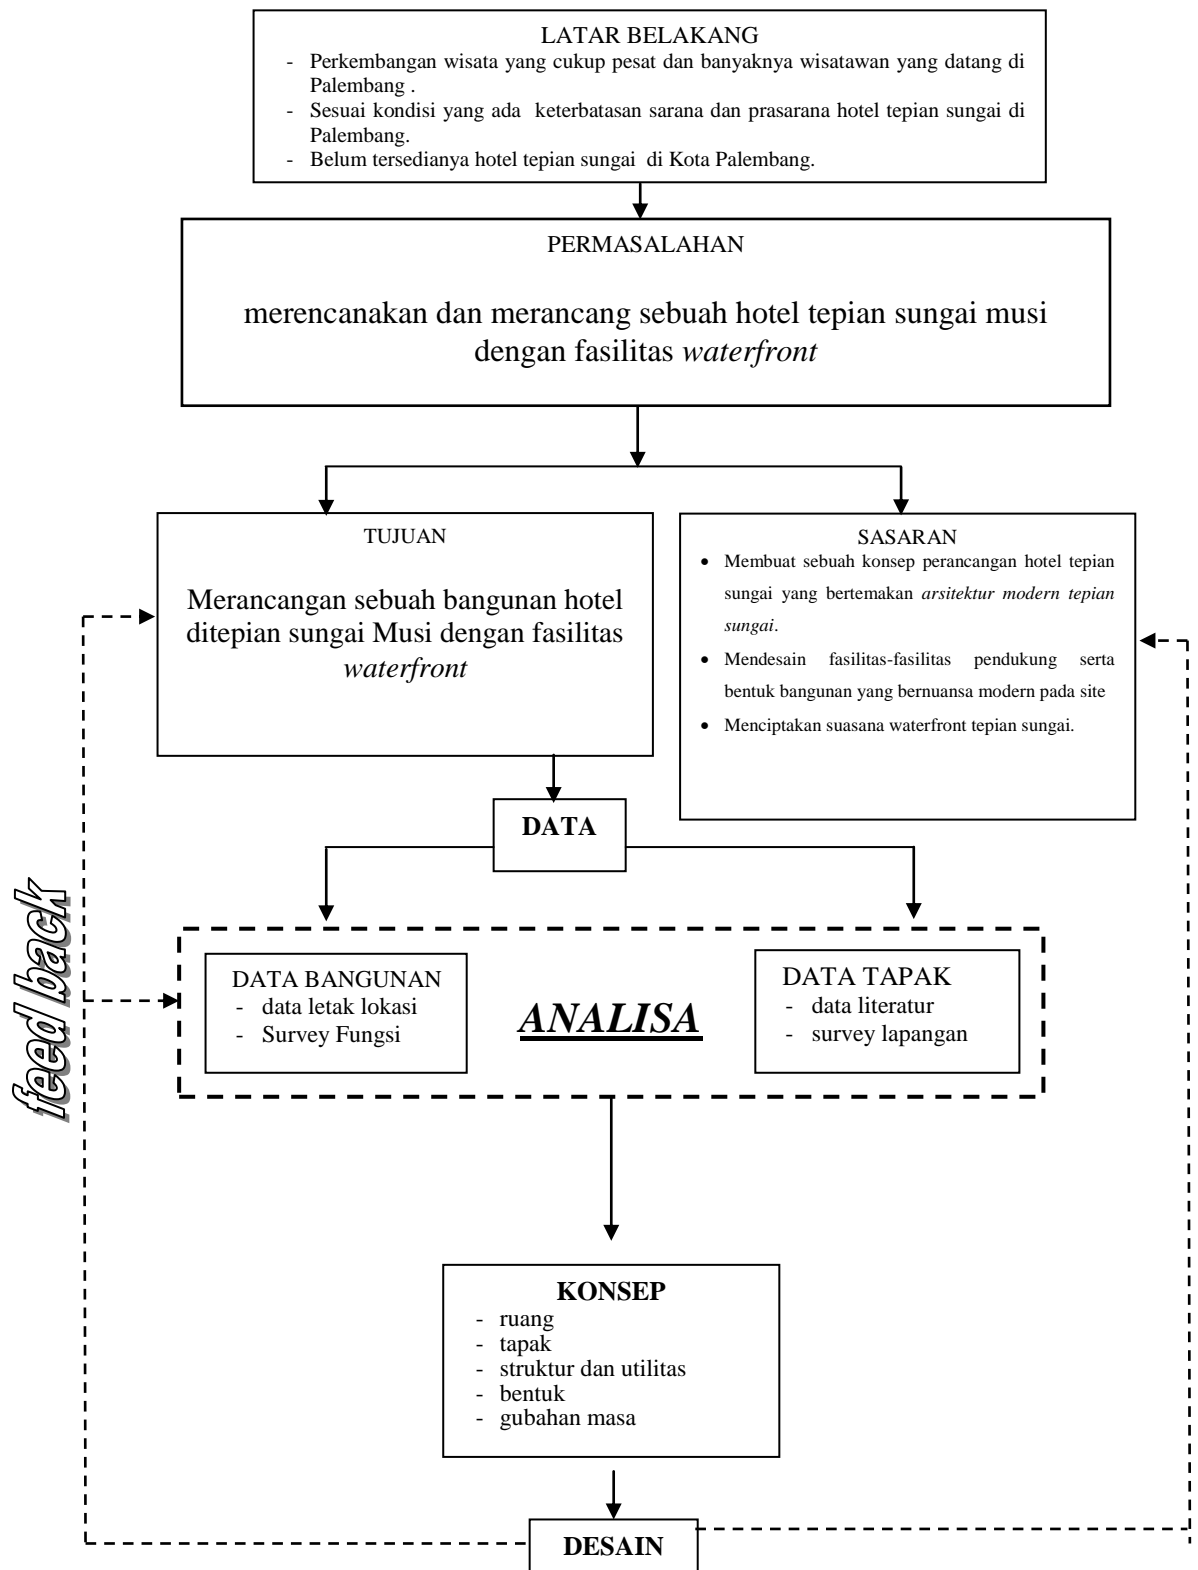 LATAR BELAKANG
- Perkembangan wisata yang cukup pesat dan banyaknya wisatawan yang datang di
Palembang .
- Sesuai kondisi yang ada keterbatasan sarana dan prasarana hotel tepian sungai di
Palembang.
- Belum tersedianya hotel tepian sungai di Kota Palembang.
PERMASALAHAN
merencanakan dan merancang sebuah hotel tepian sungai musi
dengan fasilitas waterfront
TUJUAN
Merancangan sebuah bangunan hotel
ditepian sungai Musi dengan fasilitas
waterfront
SASARAN
• Membuat sebuah konsep perancangan hotel tepian
sungai yang bertemakan arsitektur modern tepian
sungai.
• Mendesain fasilitas-fasilitas pendukung serta
bentuk bangunan yang bernuansa modern pada site
• Menciptakan suasana waterfront tepian sungai.
DATA
feed back
DATA BANGUNAN
- data letak lokasi
- Survey Fungsi
ANALISA
DATA TAPAK
- data literatur
- survey lapangan
KONSEP
- ruang
- tapak
- struktur dan utilitas
- bentuk
- gubahan masa
DESAIN